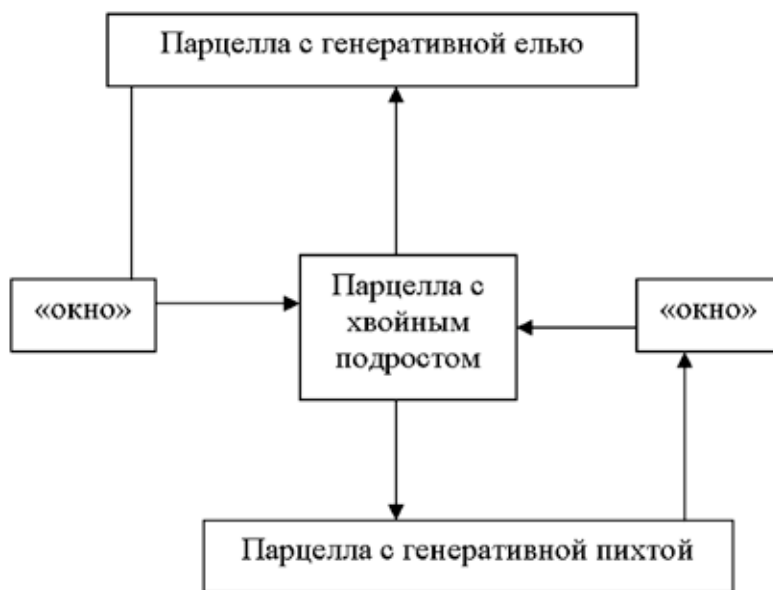 Парцелла с генеративной елью
«окно»
Парцелла с
хвойным
подростом
«окно»
Парцелла с генеративной пихтой